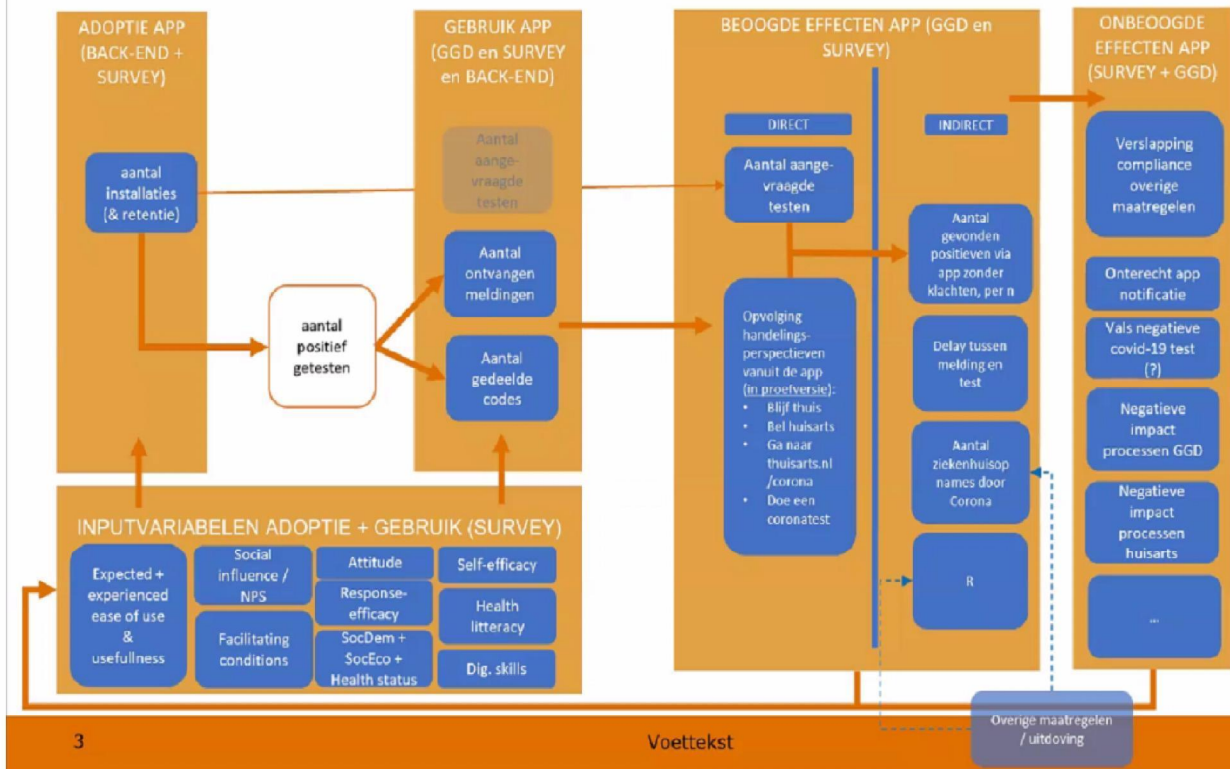 ADOPTIE APP
(BACK-END +
SURVEY)
aantal
installaties
(& retentie)
aantal
positief
getesten
GEBRUIK APP
(GGD en SURVEY
en BACK-END)
Aantal
aange-
vraagde
testen
Aantal
ontvangen
meldingen
Aantal
gedeelde
codes
INPUTVARIABELEN ADOPTIE + GEBRUIK (SURVEY)
Expected +
experienced
ease of use
&
usefullness
Social
influence /
NPS
Facilitating
conditions
Attitude
Response-
efficacy
SocDem +
SocEco +
Health status
Self-efficacy
Health
litteracy
Dig. skills
BEOOGDE EFFECTEN APP (GGD en
SURVEY)
DIRECT
Aantal aange-
vraagde
testen
Opvolging
handelings-
perspectieven
vanuit de app
(in proefversie):
• Blijf thuis
• Bel huisarts
• Ga naar
thuisarts.nl
/corona
• Doe een
coronatest
INDIRECT
Aantal
gevonden
positieven via
app zonder
klachten, per n
Delay tussen
melding en
test
Aantal
ziekenhuisop
names door
Corona
R
ONBEOOGDE
EFFECTEN APP
(SURVEY + GGD)
Verslapping
compliance
overige
maatregelen
Onterecht app
notificatie
Vals negatieve
covid-19 test
(?)
Negatieve
impact
processen GGD
Negatieve
impact
processen
huisarts
...
Overige maatregelen
/ uitdoving
3
Voettekst